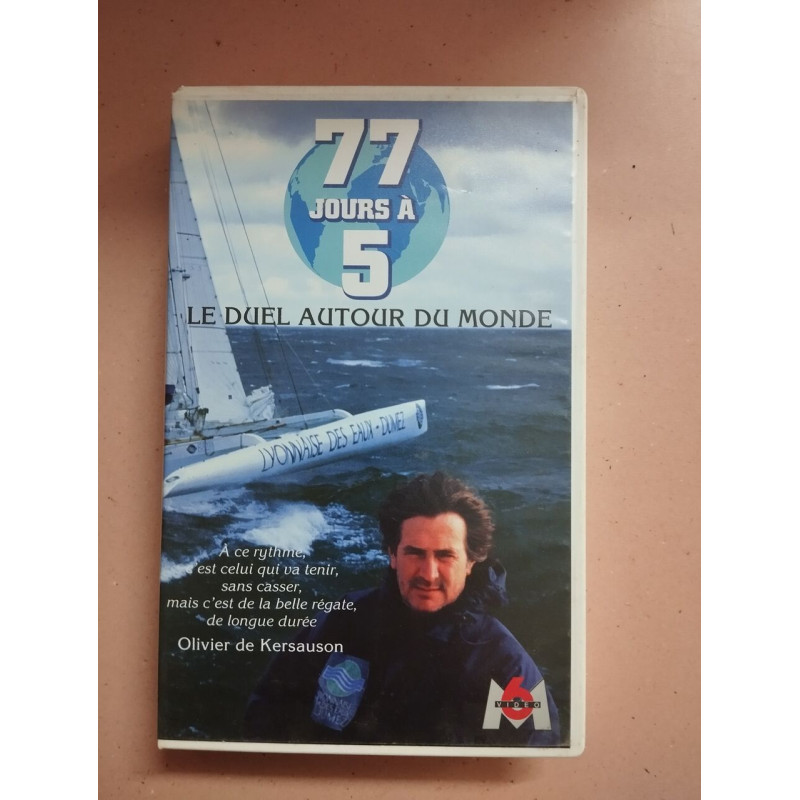 77
JOURS À
5
LE DUEL AUTOUR DU MONDE
LYONNAISE DES EAUX - DUMEZ
À ce rythme,
est celui qui va tenir,
sans casser,
mais c'est de la belle régate,
de longue durée
Olivier de Kersauson
M6
VIDEO